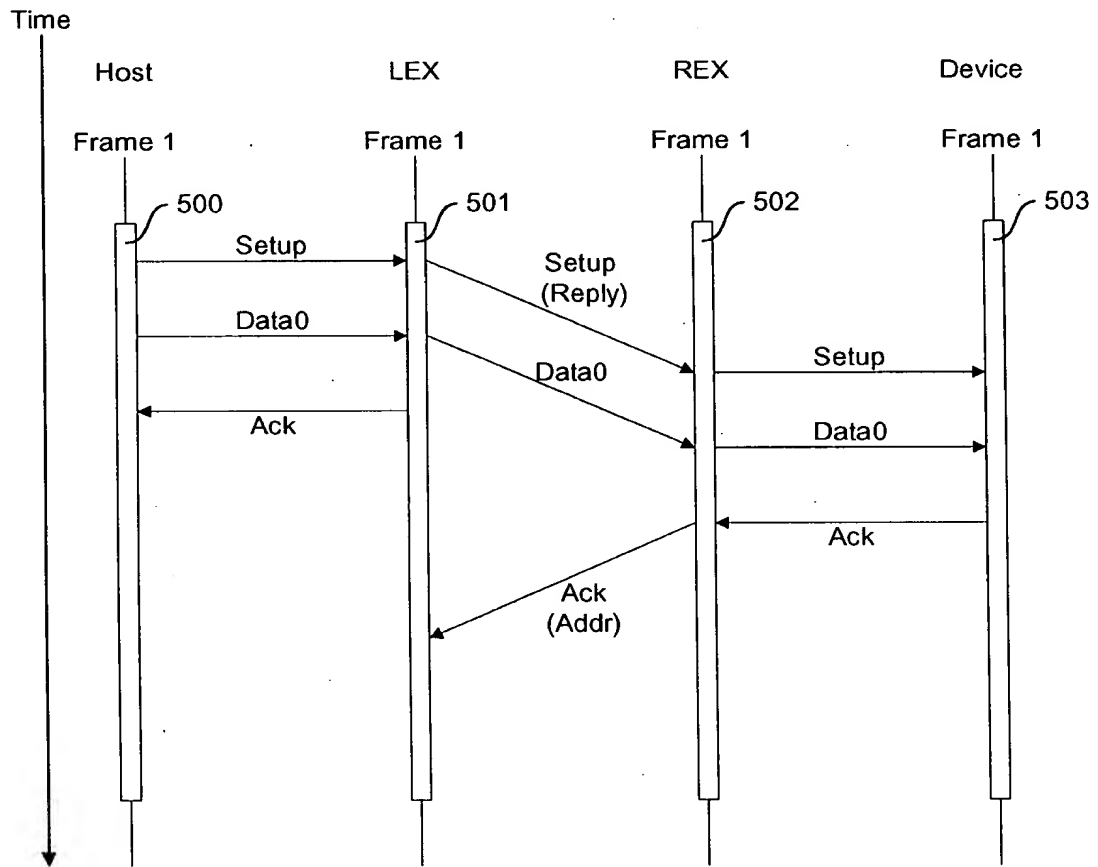 Time
Host LEX REX Device
Frame 1 Frame 1 Frame 1 Frame 1
500 501 502 503
Setup
Setup
(Reply)
Data0
Data0
Setup
Ack
Data0
Ack
Ack
(Addr)